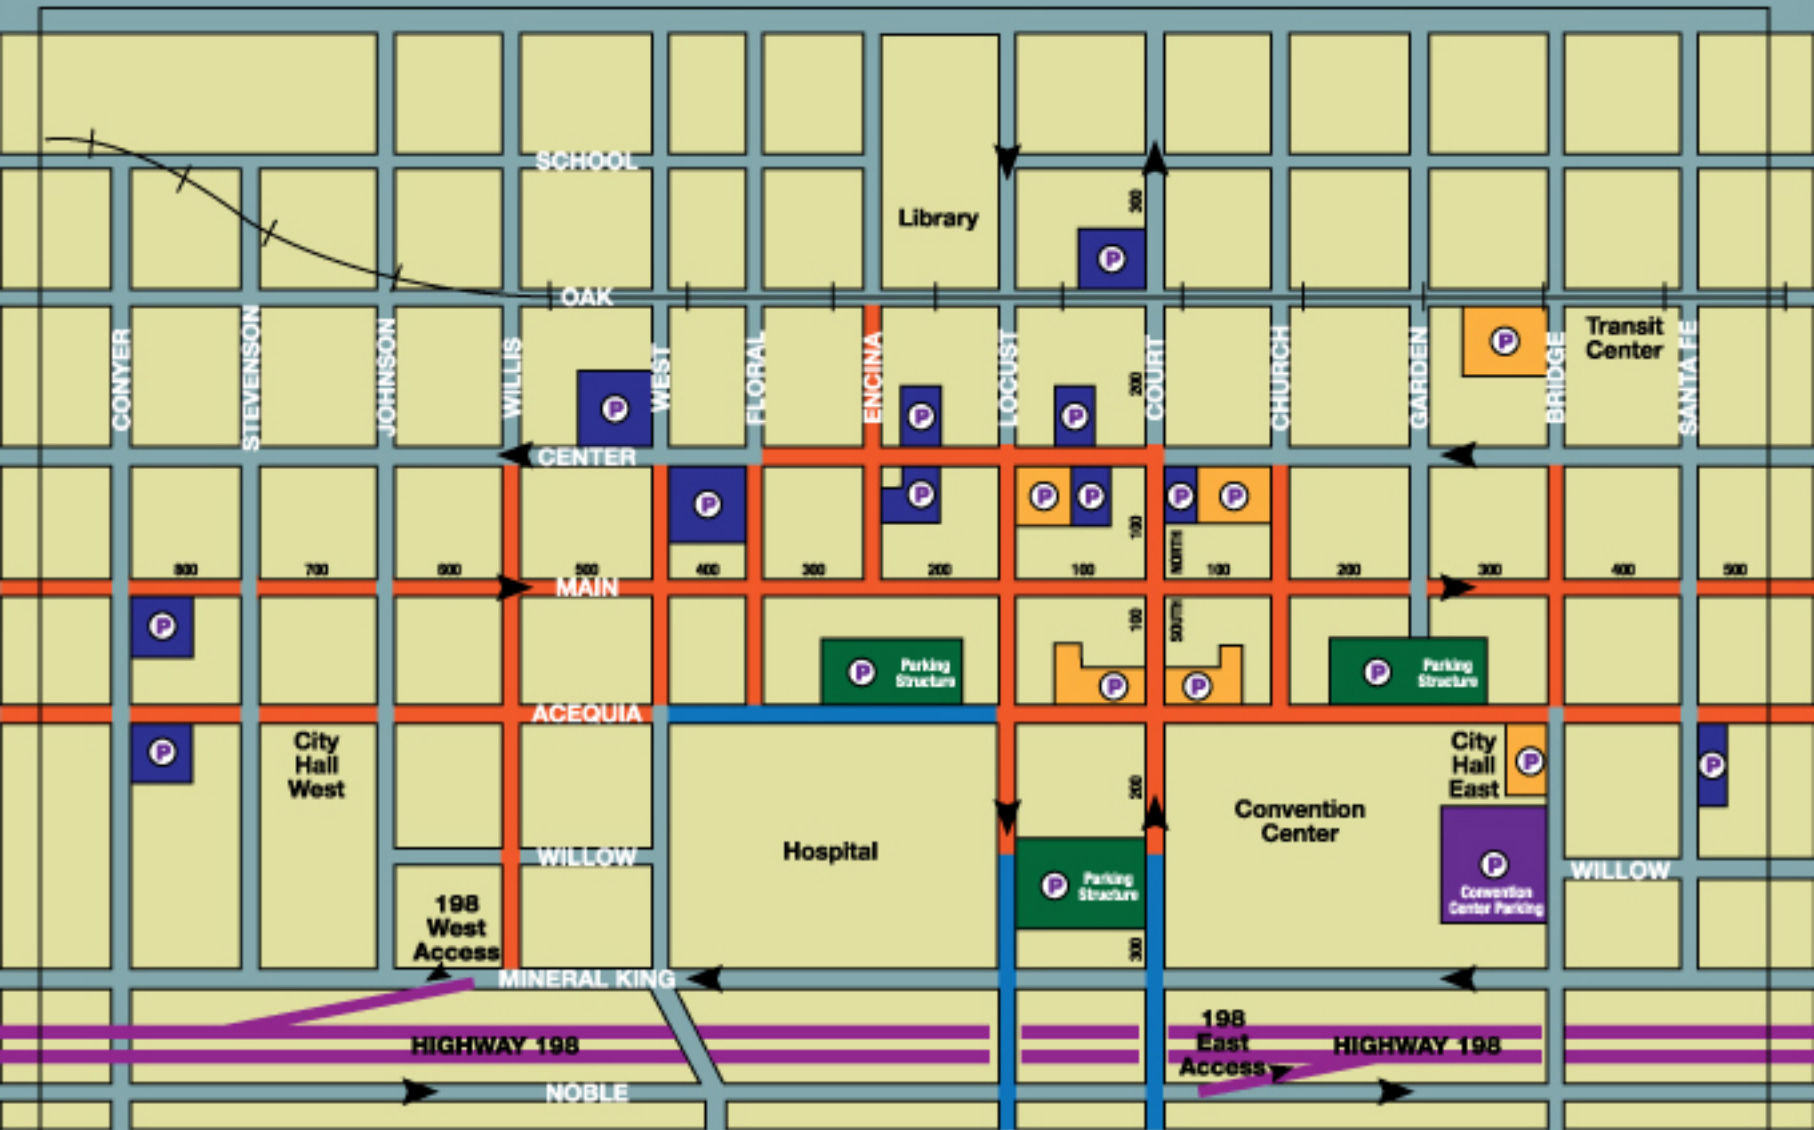 SCHOOL
300
Library
P
OAK
CONYER
STEVENSON
JOHNSON
WILLIS
WEST
FLORAL
ENCINA
LOCUST
COURT
CHURCH
GARDEN
BRIDGE
SANTA FE
P
Transit
Center
200
P
P
P
CENTER
P
P
P
P
P
P
100
NORTH
800
700
600
500
400
300
200
100
100
200
300
400
500
MAIN
100
SOUTH
P
P
Parking
Structure
P
P
P
Parking
Structure
ACEQUIA
P
City
Hall
West
City
Hall
East
P
P
200
Convention
Center
Hospital
WILLOW
P
Parking
Structure
P
Convention
Center Parking
WILLOW
198
West
Access
300
MINERAL KING
198
East
Access
HIGHWAY 198
HIGHWAY 198
NOBLE